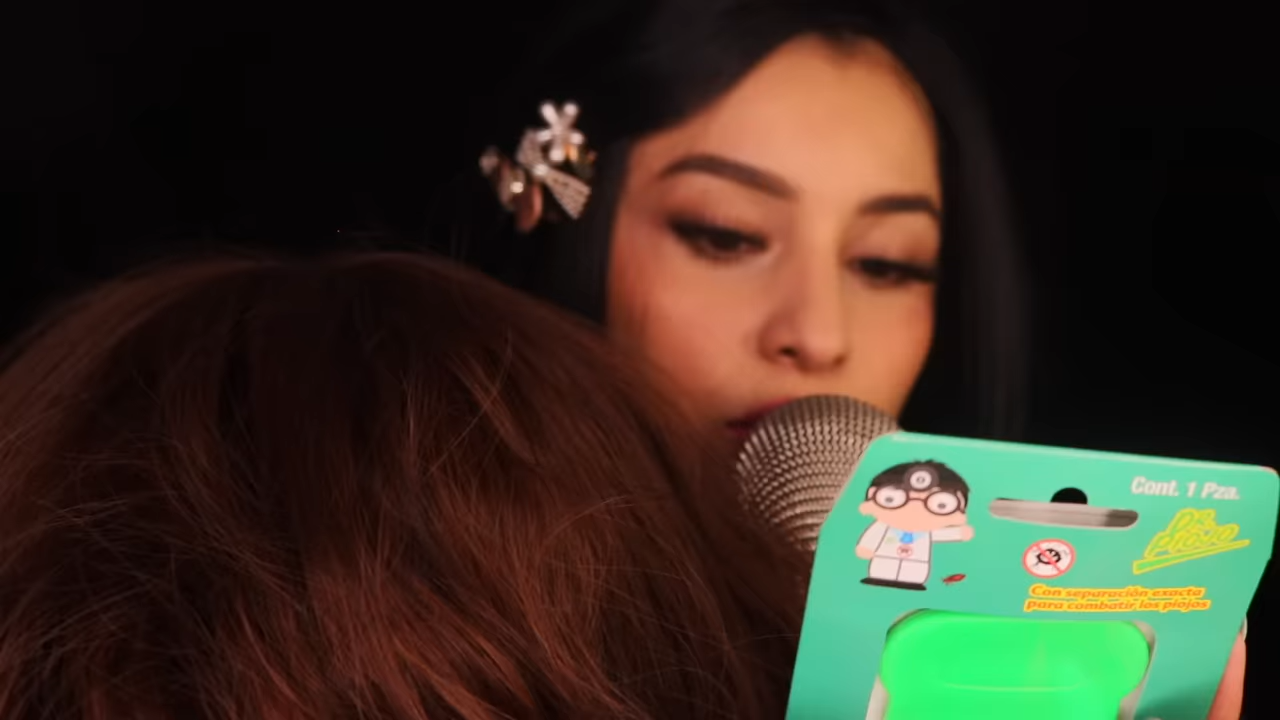 Cont. 1 Pza.
DR.
PIOJO
Con separación exacta
para combatir los piojos